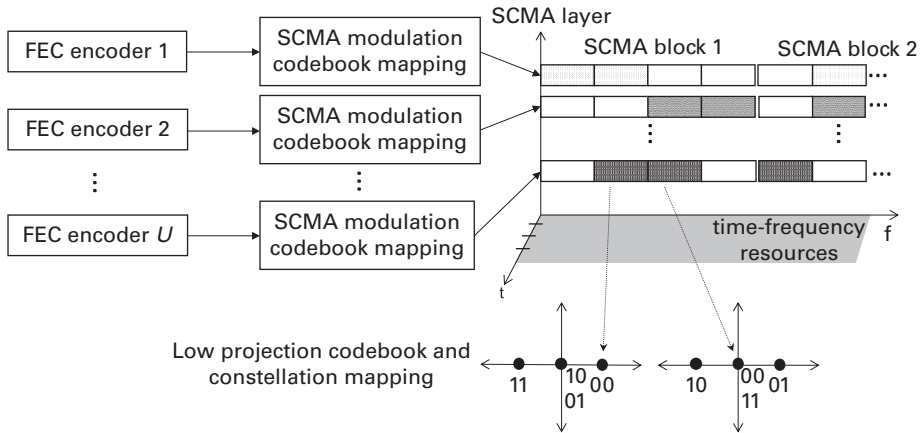 SCMA layer
FEC encoder 1
SCMA modulation
codebook mapping
SCMA block 1
SCMA block 2
...
FEC encoder 2
SCMA modulation
codebook mapping
...
⋮
⋮
⋮
⋮
FEC encoder U
SCMA modulation
codebook mapping
...
time-frequency
resources
f
t
Low projection codebook and
constellation mapping
11
10
01
00
10
00
11
01